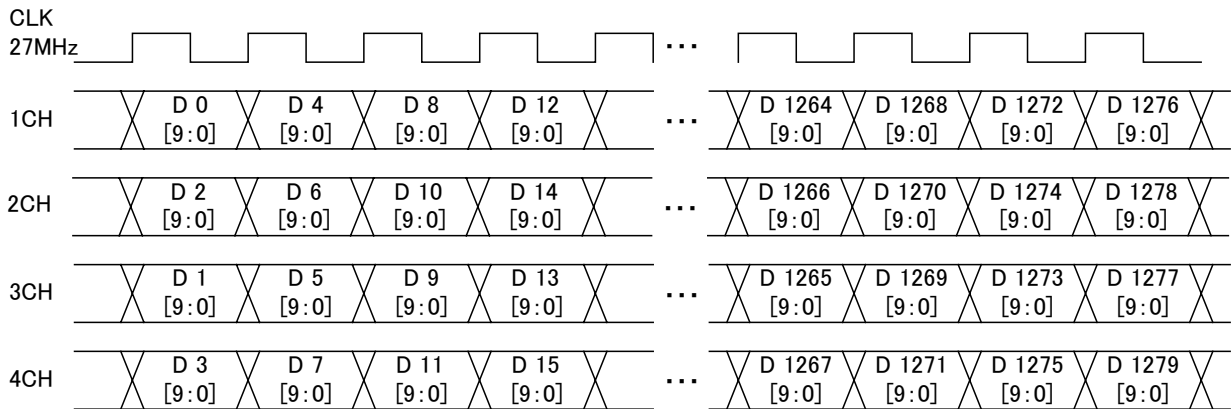 CLK
27MHz
...
1CH
D 0 D 4 D 8 D 12 ... D 1264 D 1268 D 1272 D 1276
[9:0] [9:0] [9:0] [9:0] [9:0] [9:0] [9:0] [9:0]
2CH
D 2 D 6 D 10 D 14 ... D 1266 D 1270 D 1274 D 1278
[9:0] [9:0] [9:0] [9:0] [9:0] [9:0] [9:0] [9:0]
3CH
D 1 D 5 D 9 D 13 ... D 1265 D 1269 D 1273 D 1277
[9:0] [9:0] [9:0] [9:0] [9:0] [9:0] [9:0] [9:0]
4CH
D 3 D 7 D 11 D 15 ... D 1267 D 1271 D 1275 D 1279
[9:0] [9:0] [9:0] [9:0] [9:0] [9:0] [9:0] [9:0]